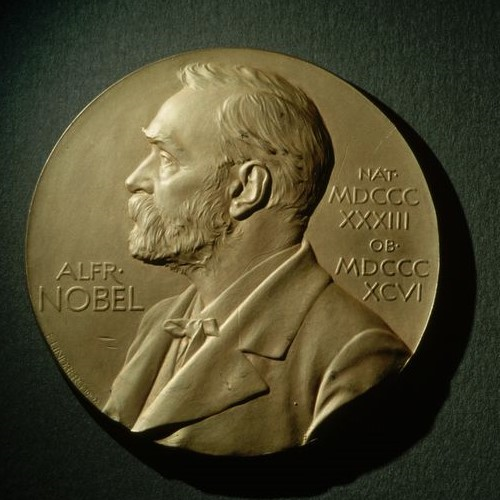 ALFR·
NOBEL
NAT·
MDCCC
XXXIII
OB·
MDCCC
XCVI